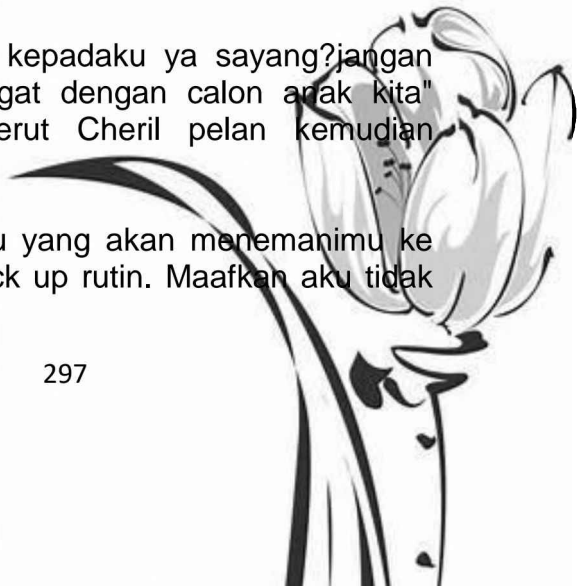 kepadaku ya sayang?jangan
gat dengan calon anak kita"
erut Cheril pelan kemudian
u yang akan menemanimu ke
ck up rutin. Maafkan aku tidak
297